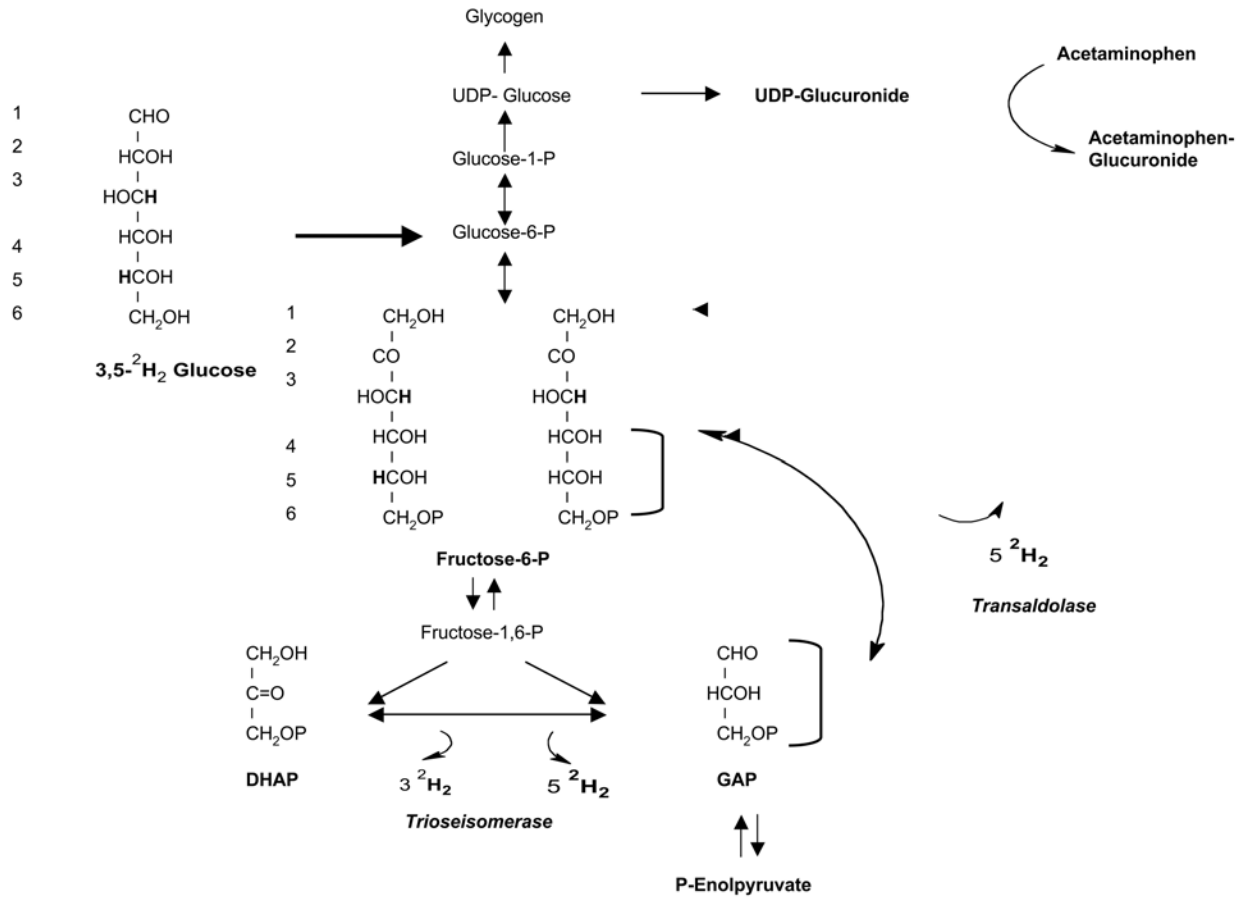 Glycogen
UDP- Glucose
UDP-Glucuronide
Acetaminophen
Acetaminophen-
Glucuronide
Glucose-1-P
Glucose-6-P
1
2
3
4
5
6
CHO
HCOH
HOCH
HCOH
HCOH
CH₂OH
3,5-²H₂ Glucose
1
2
3
4
5
6
CH₂OH
CO
HOCH
HCOH
HCOH
CH₂OP
CH₂OH
CO
HOCH
HCOH
HCOH
CH₂OP
Fructose-6-P
5 ²H₂
Transaldolase
Fructose-1,6-P
CH₂OH
C=O
CH₂OP
DHAP
3 ²H₂
5 ²H₂
Trioseisomerase
CHO
HCOH
CH₂OP
GAP
P-Enolpyruvate